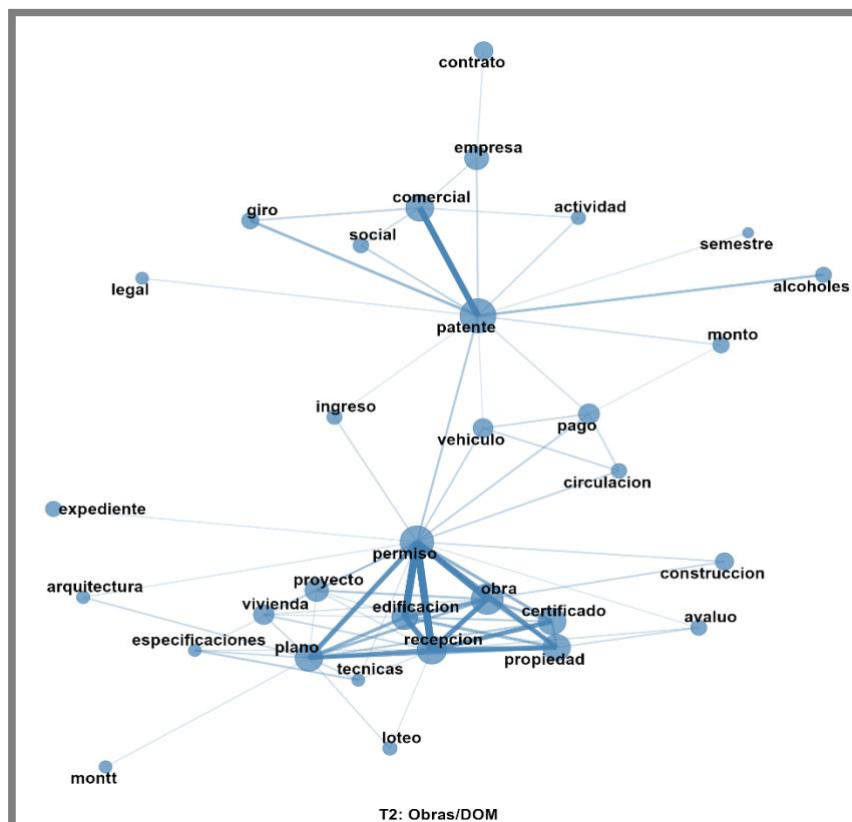 contrato
empresa
comercial
giro
actividad
social
semestre
legal
alcoholes
patente
monto
ingreso
pago
vehiculo
circulacion
expediente
permiso
construccion
arquitectura
proyecto
obra
vivienda
edificacion
certificado
avaluo
especificaciones
recepcion
plano
propiedad
tecnicas
loteo
montt
T2: Obras/DOM